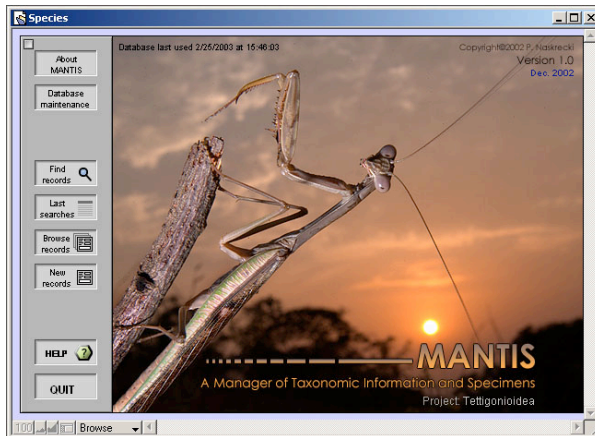 Species
Database last used 2/25/2003 at 15:46:03
Copyright©2002 P. Naskrecki
Version 1.0
Dec. 2002
About
MANTIS
Database
maintenance
Find
records
Last
searches
Browse
records
New
records
HELP
QUIT
MANTIS
A Manager of Taxonomic Information and Specimens
Project: Tettigonioidea
100
Browse